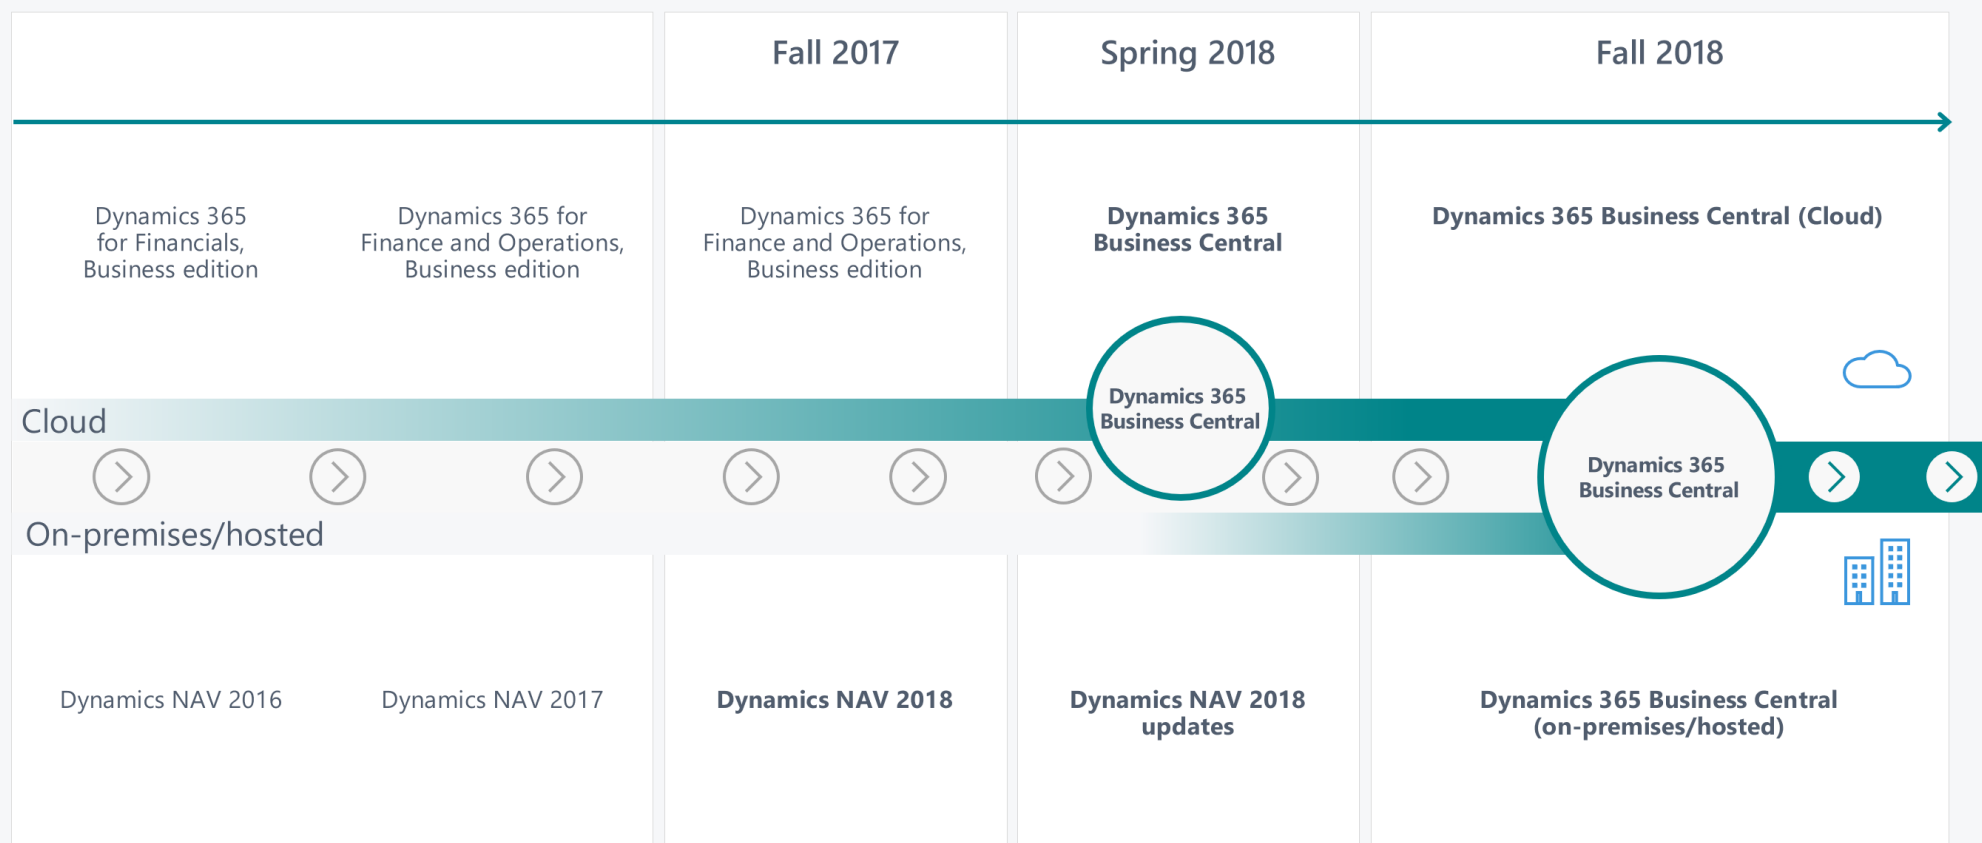 Fall 2017
Spring 2018
Fall 2018
Dynamics 365
for Financials,
Business edition
Dynamics 365 for
Finance and Operations,
Business edition
Dynamics 365 for
Finance and Operations,
Business edition
Dynamics 365
Business Central
Dynamics 365 Business Central (Cloud)
Cloud
Dynamics 365
Business Central
Dynamics 365
Business Central
On-premises/hosted
Dynamics NAV 2016
Dynamics NAV 2017
Dynamics NAV 2018
Dynamics NAV 2018
updates
Dynamics 365 Business Central
(on-premises/hosted)